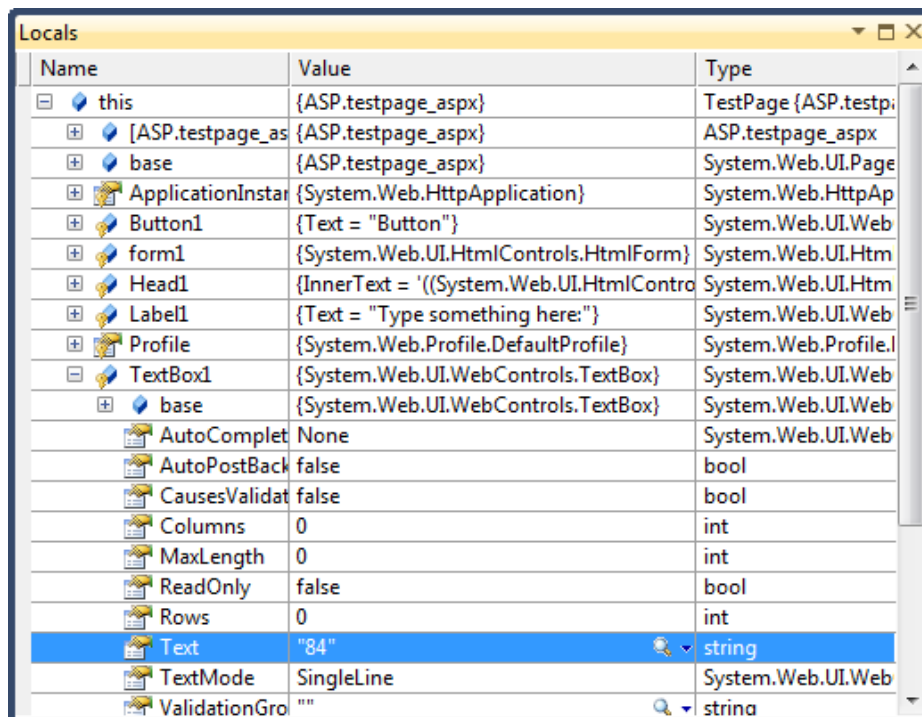 Locals
Name Value Type
this {ASP.testpage_aspx} TestPage {ASP.testpa
[ASP.testpage_as {ASP.testpage_aspx} ASP.testpage_aspx
base {ASP.testpage_aspx} System.Web.UI.Page
ApplicationInstan {System.Web.HttpApplication} System.Web.HttpAp
Button1 {Text = "Button"} System.Web.UI.Web
form1 {System.Web.UI.HtmlControls.HtmlForm} System.Web.UI.Htm
Head1 {InnerText = '((System.Web.UI.HtmlContro System.Web.UI.Htm
Label1 {Text = "Type something here:"} System.Web.UI.Web
Profile {System.Web.Profile.DefaultProfile} System.Web.Profile.
TextBox1 {System.Web.UI.WebControls.TextBox} System.Web.UI.Web
base {System.Web.UI.WebControls.TextBox} System.Web.UI.Web
AutoComplet None System.Web.UI.Web
AutoPostBack false bool
CausesValidat false bool
Columns 0 int
MaxLength 0 int
ReadOnly false bool
Rows 0 int
Text "84" string
TextMode SingleLine System.Web.UI.Web
ValidationGro "" string